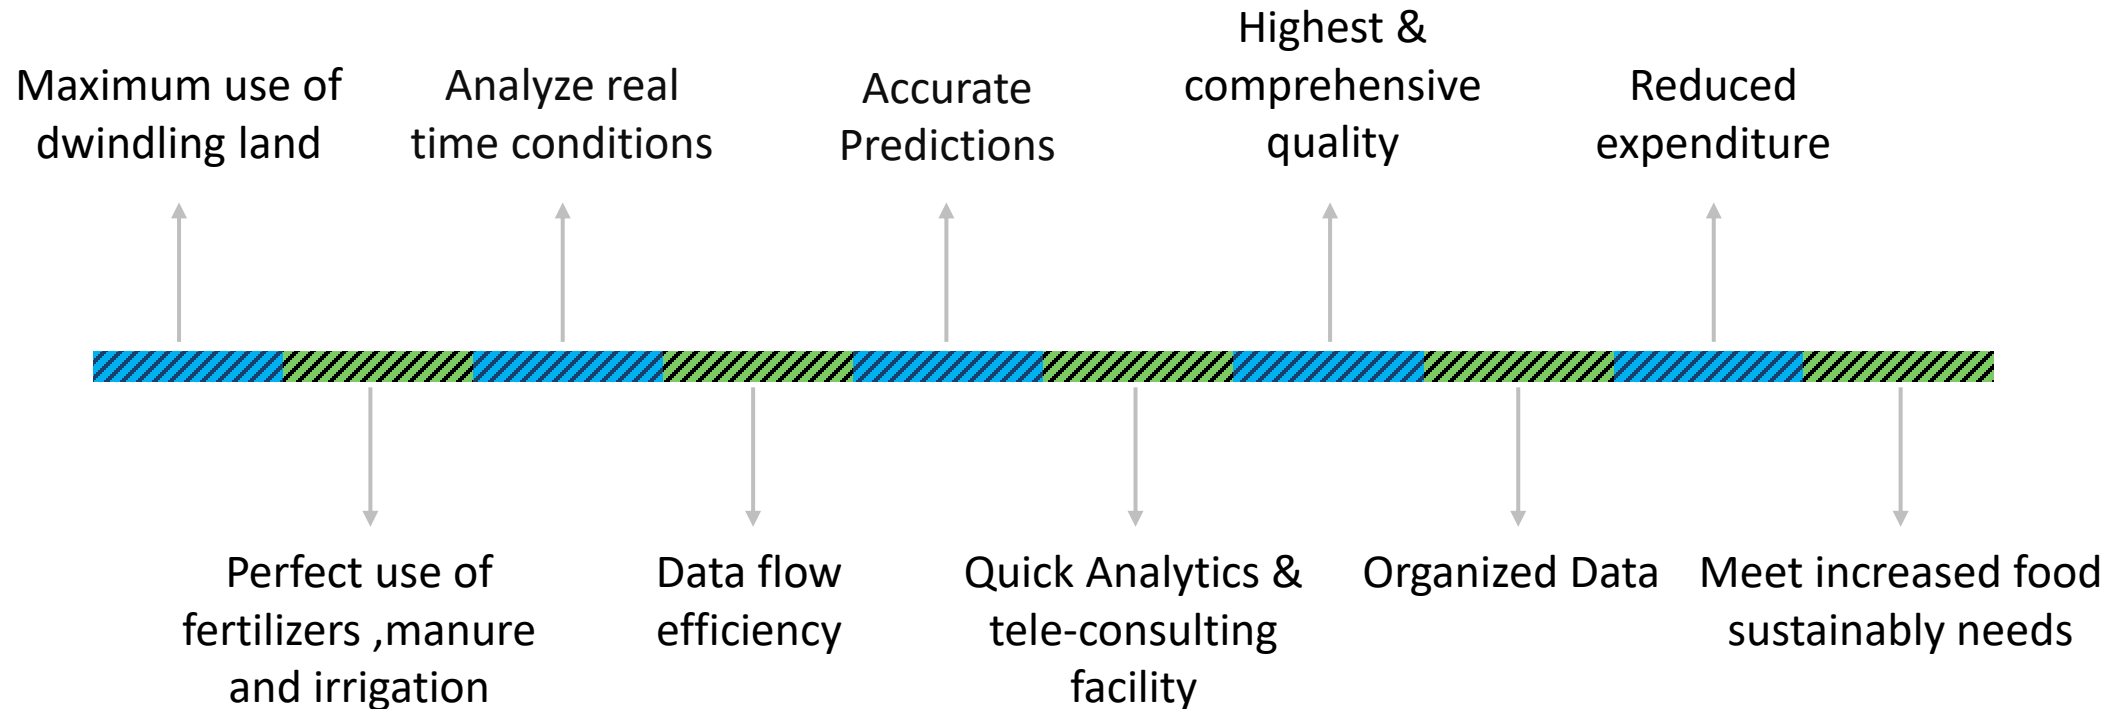 Maximum use of
dwindling land
Analyze real
time conditions
Accurate
Predictions
Highest &
comprehensive
quality
Reduced
expenditure
Perfect use of
fertilizers ,manure
and irrigation
Data flow
efficiency
Quick Analytics &
tele-consulting
facility
Organized Data
Meet increased food
sustainably needs